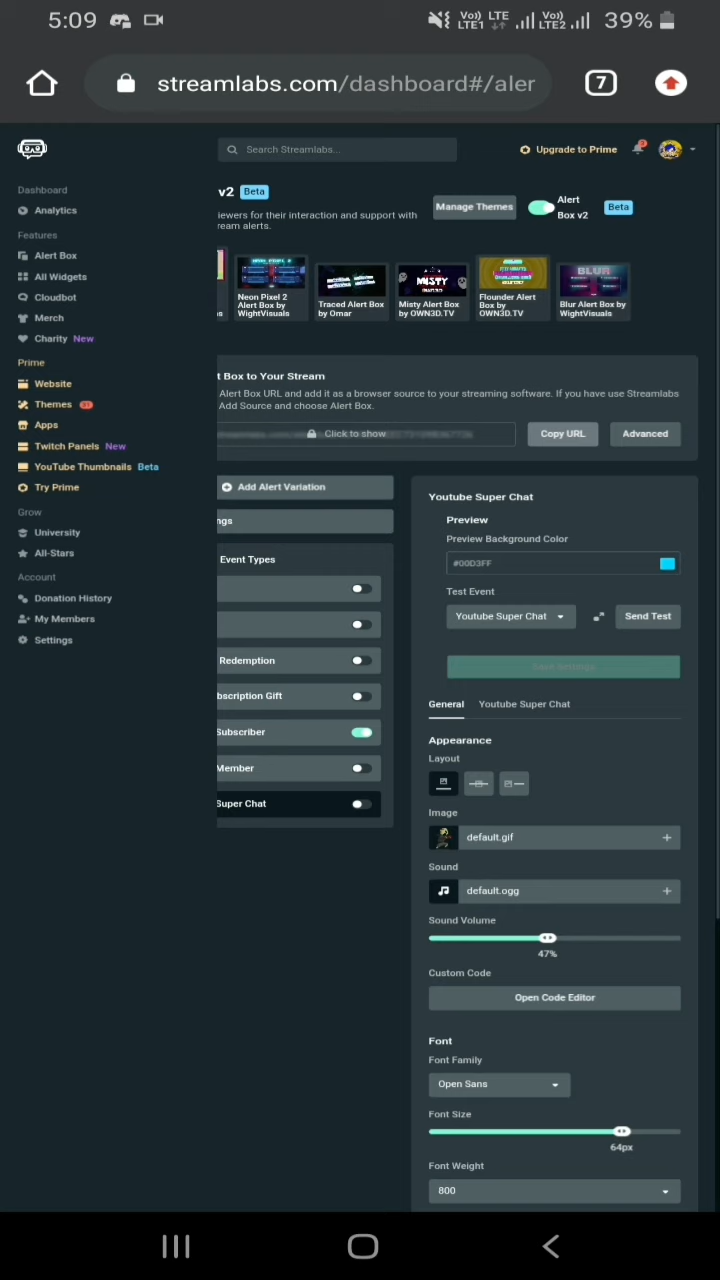 5:09
Vo)) LTE1 LTE Vo)) LTE2 39%
streamlabs.com/dashboard#/aler
7
Search Streamlabs...
Upgrade to Prime
Dashboard
Analytics
Features
Alert Box
All Widgets
Cloudbot
Merch
Charity New
Prime
Website
Themes
Apps
Twitch Panels New
YouTube Thumbnails Beta
Try Prime
Grow
University
All-Stars
Account
Donation History
My Members
Settings
v2 Beta
iewers for their interaction and support with
ream alerts.
Manage Themes
Alert
Box v2
Beta
Neon Pixel 2
Alert Box by
WightVisuals
Traced Alert Box
by Omar
MISTY
Misty Alert Box
by OWN3D.TV
Flounder Alert
Box by
OWN3D.TV
BLUR
Blur Alert Box by
WightVisuals
t Box to Your Stream
Alert Box URL and add it as a browser source to your streaming software. If you have use Streamlabs
Add Source and choose Alert Box.
Click to show
Copy URL
Advanced
Add Alert Variation
ngs
Event Types
Redemption
bscription Gift
Subscriber
Member
Super Chat
Youtube Super Chat
Preview
Preview Background Color
#00D3FF
Test Event
Youtube Super Chat
Send Test
Save Settings
General Youtube Super Chat
Appearance
Layout
Image
default.gif
Sound
default.ogg
Sound Volume
47%
Custom Code
Open Code Editor
Font
Font Family
Open Sans
Font Size
64px
Font Weight
800